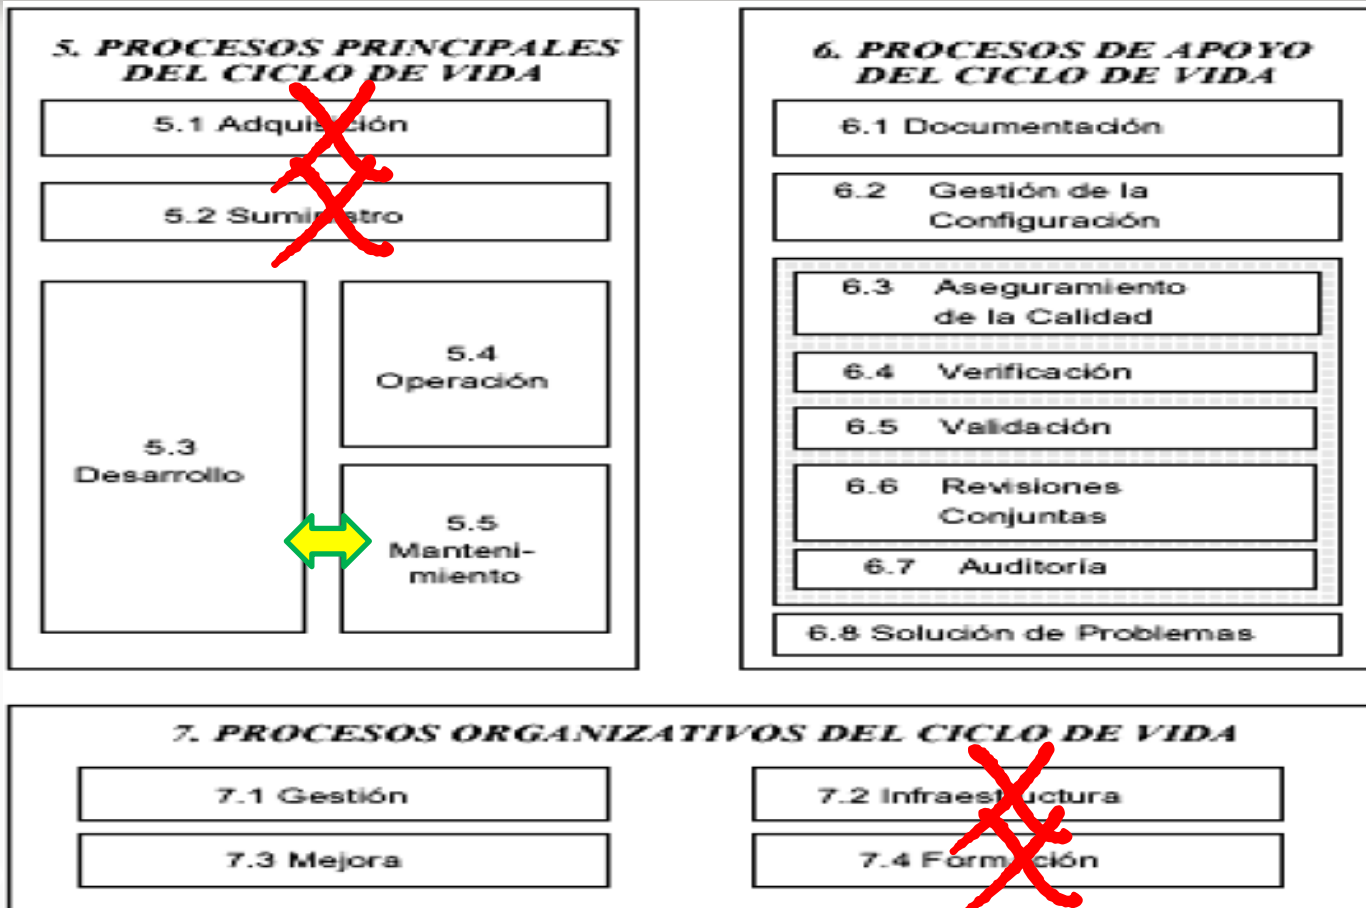 5. PROCESOS PRINCIPALES
DEL CICLO DE VIDA
5.1 Adquisición
5.2 Suministro
5.3
Desarrollo
5.4
Operación
5.5
Manteni-
miento
6. PROCESOS DE APOYO
DEL CICLO DE VIDA
6.1 Documentación
6.2 Gestión de la
Configuración
6.3 Aseguramiento
de la Calidad
6.4 Verificación
6.5 Validación
6.6 Revisiones
Conjuntas
6.7 Auditoría
6.8 Solución de Problemas
7. PROCESOS ORGANIZATIVOS DEL CICLO DE VIDA
7.1 Gestión
7.2 Infraestructura
7.3 Mejora
7.4 Formación